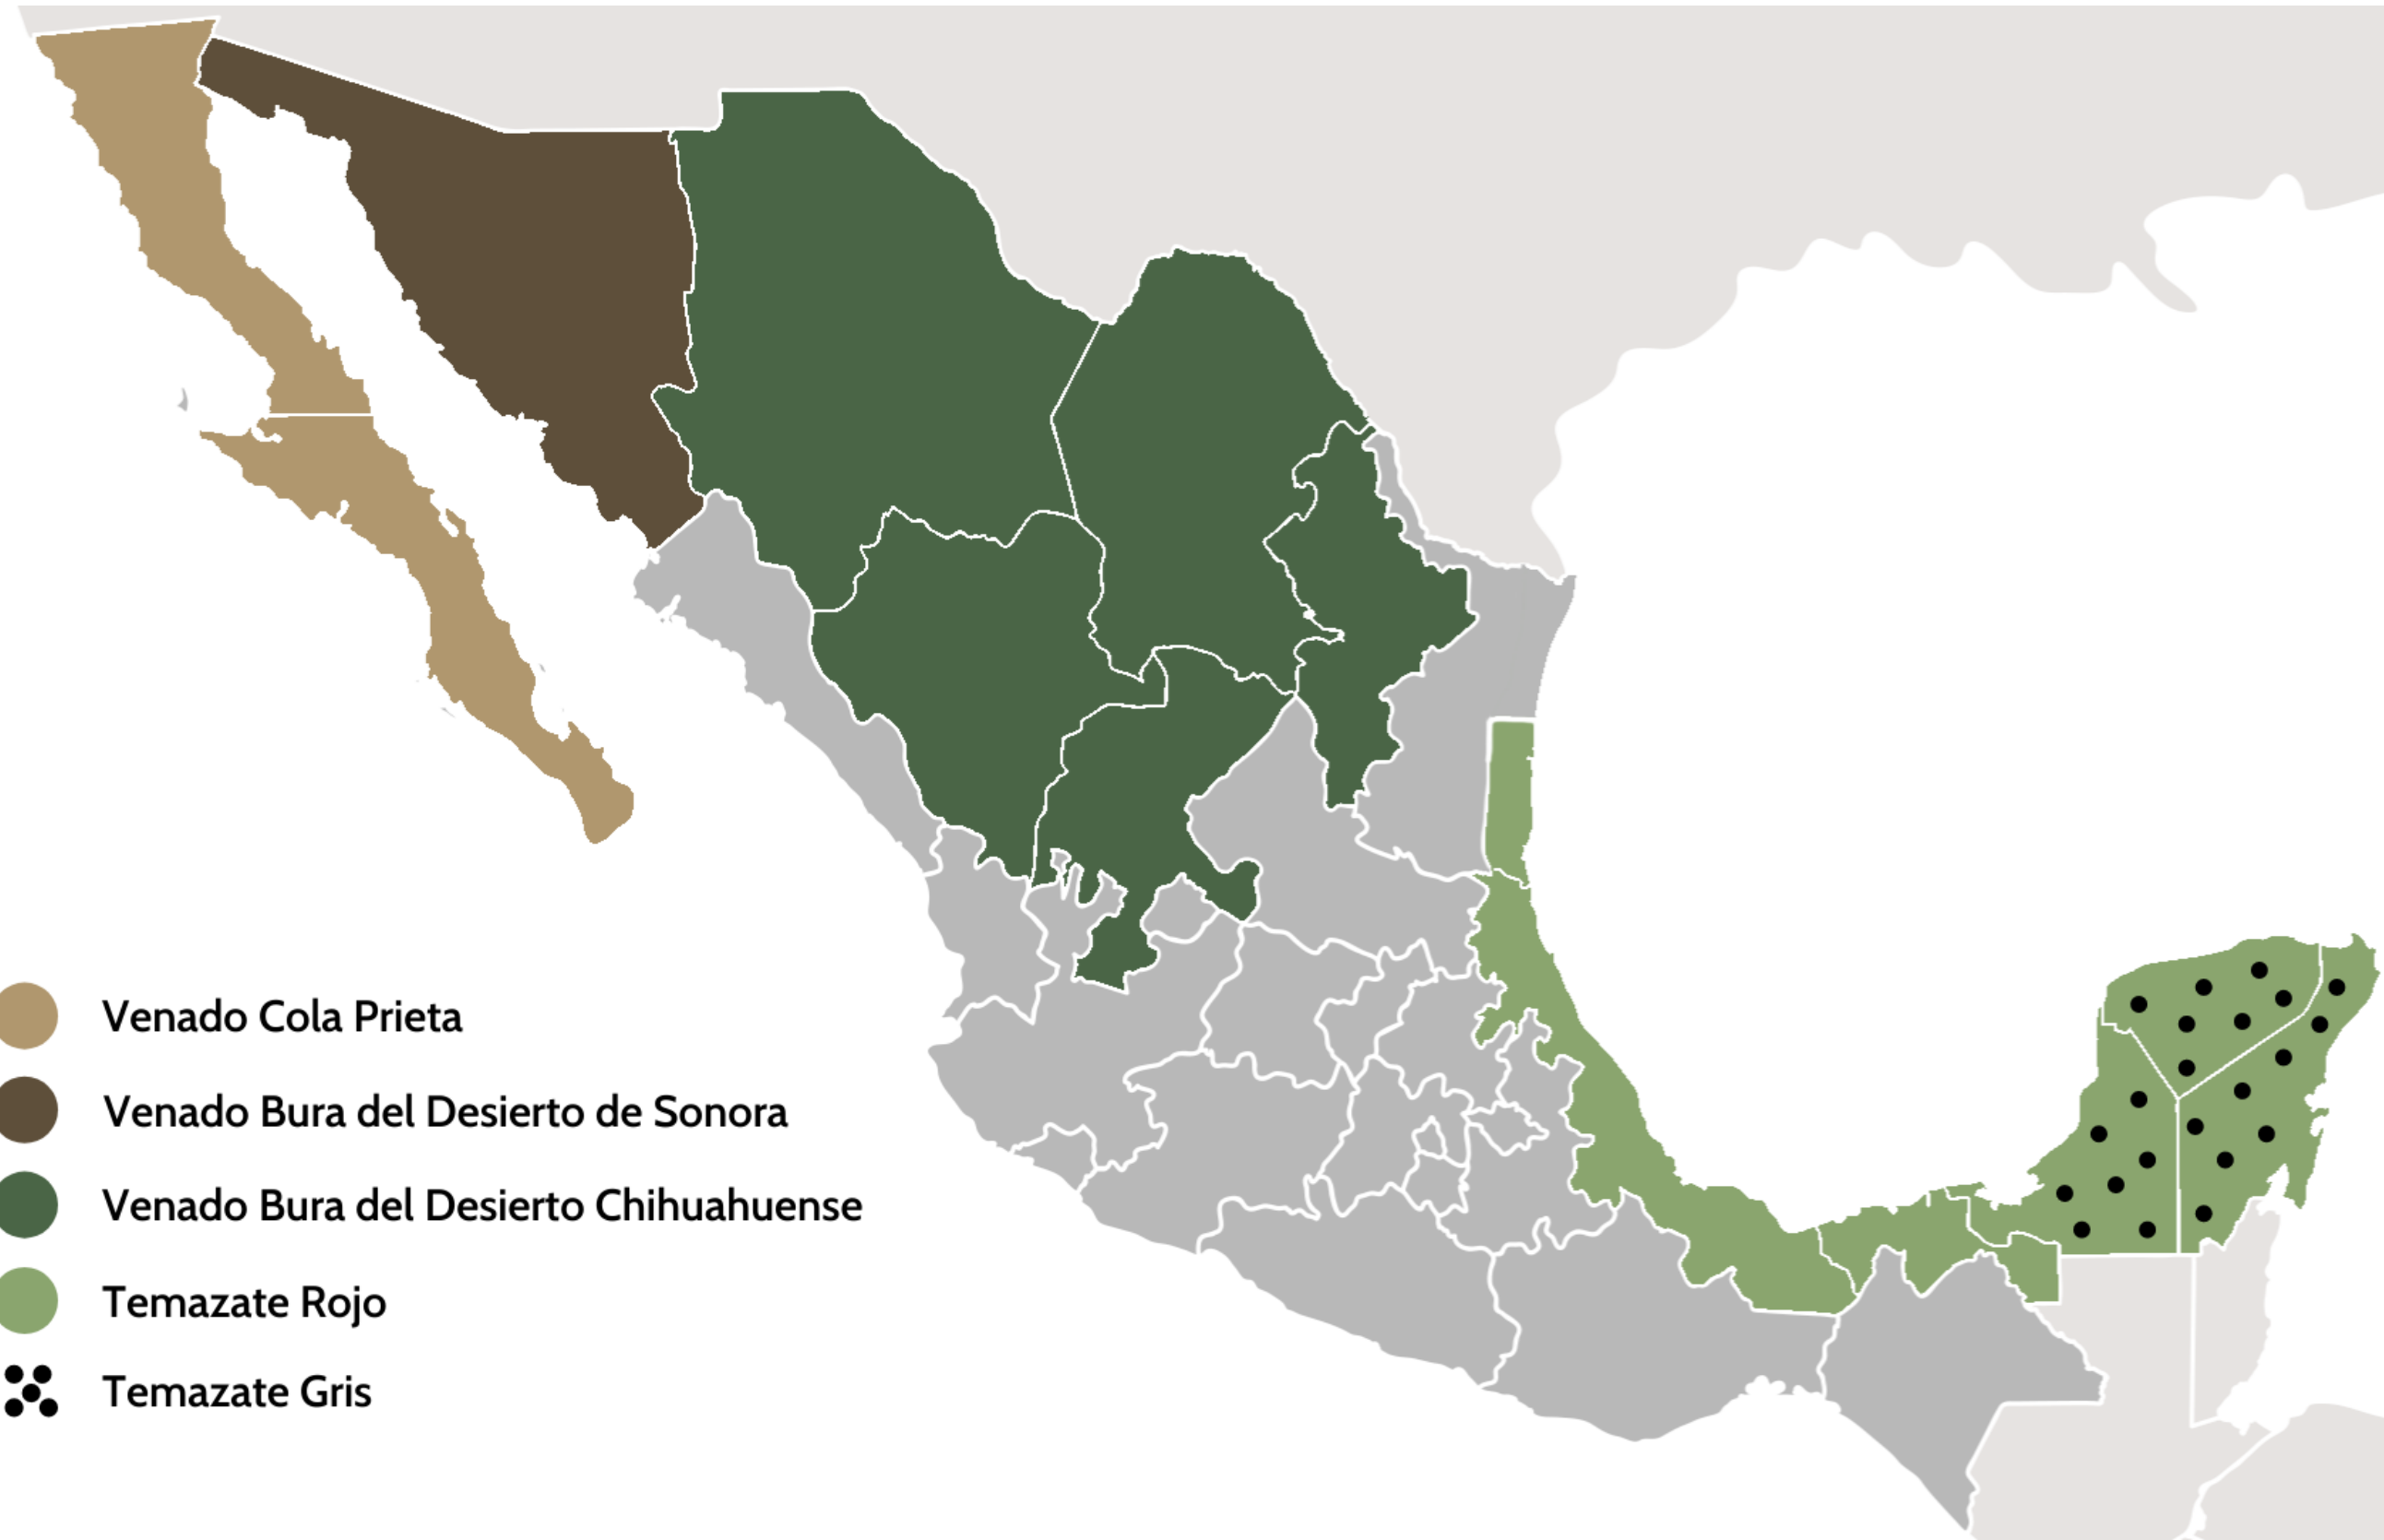 Venado Cola Prieta
Venado Bura del Desierto de Sonora
Venado Bura del Desierto Chihuahuense
Temazate Rojo
Temazate Gris